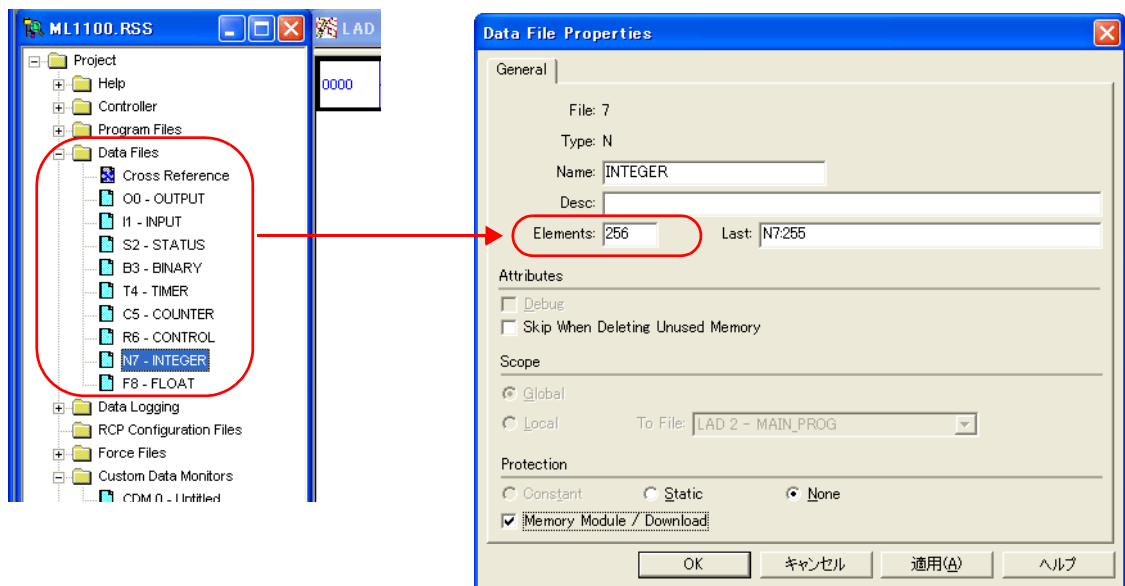 ML1100.RSS
LAD
Project
Help
Controller
Program Files
Data Files
Cross Reference
O0 - OUTPUT
I1 - INPUT
S2 - STATUS
B3 - BINARY
T4 - TIMER
C5 - COUNTER
R6 - CONTROL
N7 - INTEGER
F8 - FLOAT
Data Logging
RCP Configuration Files
Force Files
Custom Data Monitors
CDM 0 - Untitled
0000
Data File Properties
General
File: 7
Type: N
Name: INTEGER
Desc:
Elements: 256 Last: N7:255
Attributes
Debug
Skip When Deleting Unused Memory
Scope
Global
Local To File: LAD 2 - MAIN_PROG
Protection
Constant Static None
Memory Module / Download
OK キャンセル 適用(A) ヘルプ